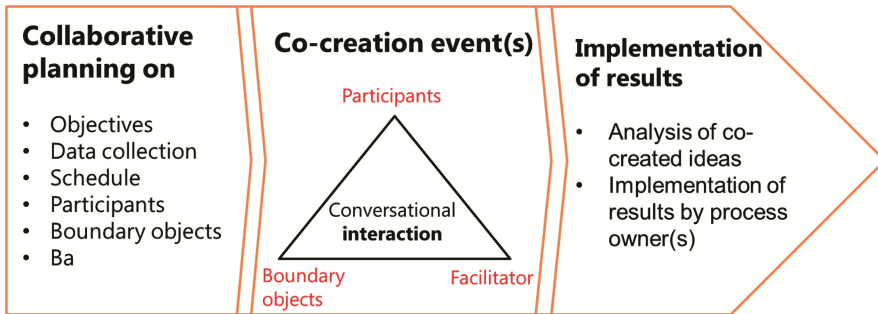 Collaborative
planning on
• Objectives
• Data collection
• Schedule
• Participants
• Boundary objects
• Ba
Co-creation event(s)
Participants
Conversational
interaction
Boundary
objects
Facilitator
Implementation
of results
• Analysis of co-
created ideas
• Implementation of
results by process
owner(s)